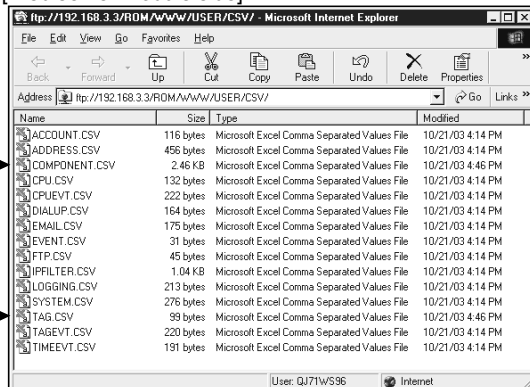 ftp://192.168.3.3/ROM/WWW/USER/CSV/ - Microsoft Internet Explorer
File Edit View Go Favorites Help
Back Forward Up Cut Copy Paste Undo Delete Properties »
Address ftp://192.168.3.3/ROM/WWW/USER/CSV/ Go Links »
Name Size Type Modified
ACCOUNT.CSV 116 bytes Microsoft Excel Comma Separated Values File 10/21/03 4:14 PM
ADDRESS.CSV 456 bytes Microsoft Excel Comma Separated Values File 10/21/03 4:14 PM
COMPONENT.CSV 2.46 KB Microsoft Excel Comma Separated Values File 10/21/03 4:46 PM
CPU.CSV 132 bytes Microsoft Excel Comma Separated Values File 10/21/03 4:14 PM
CPUEVT.CSV 222 bytes Microsoft Excel Comma Separated Values File 10/21/03 4:14 PM
DIALUP.CSV 164 bytes Microsoft Excel Comma Separated Values File 10/21/03 4:14 PM
EMAIL.CSV 175 bytes Microsoft Excel Comma Separated Values File 10/21/03 4:14 PM
EVENT.CSV 31 bytes Microsoft Excel Comma Separated Values File 10/21/03 4:14 PM
FTP.CSV 45 bytes Microsoft Excel Comma Separated Values File 10/21/03 4:14 PM
IPFILTER.CSV 1.04 KB Microsoft Excel Comma Separated Values File 10/21/03 4:14 PM
LOGGING.CSV 213 bytes Microsoft Excel Comma Separated Values File 10/21/03 4:14 PM
SYSTEM.CSV 276 bytes Microsoft Excel Comma Separated Values File 10/21/03 4:14 PM
TAG.CSV 99 bytes Microsoft Excel Comma Separated Values File 10/21/03 4:46 PM
TAGEVT.CSV 220 bytes Microsoft Excel Comma Separated Values File 10/21/03 4:14 PM
TIMEEVT.CSV 191 bytes Microsoft Excel Comma Separated Values File 10/21/03 4:14 PM
User: QJ71WS96 Internet